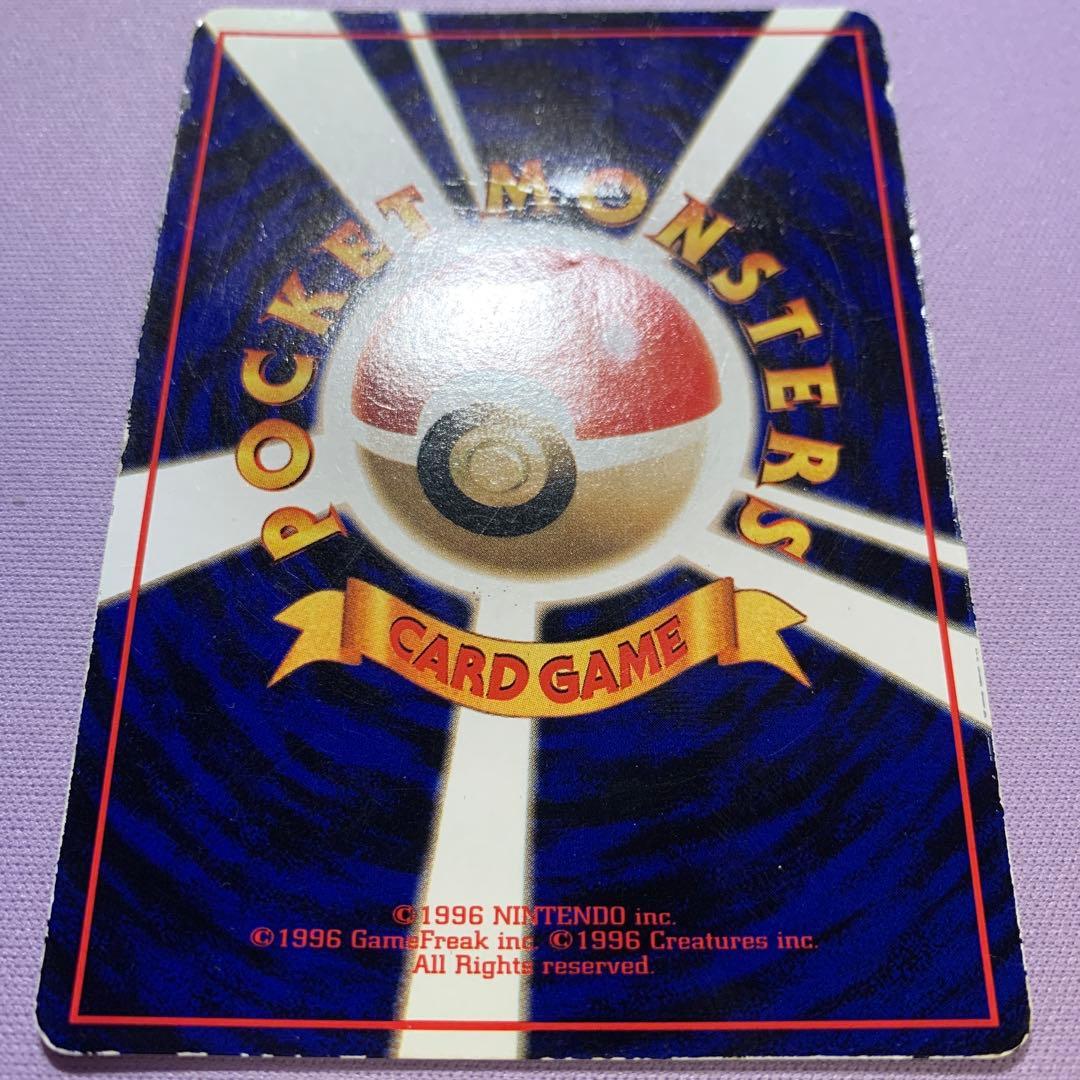 POCKET MONSTERS
CARD GAME
©1996 NINTENDO inc.
©1996 GameFreak inc. ©1996 Creatures inc.
All Rights reserved.